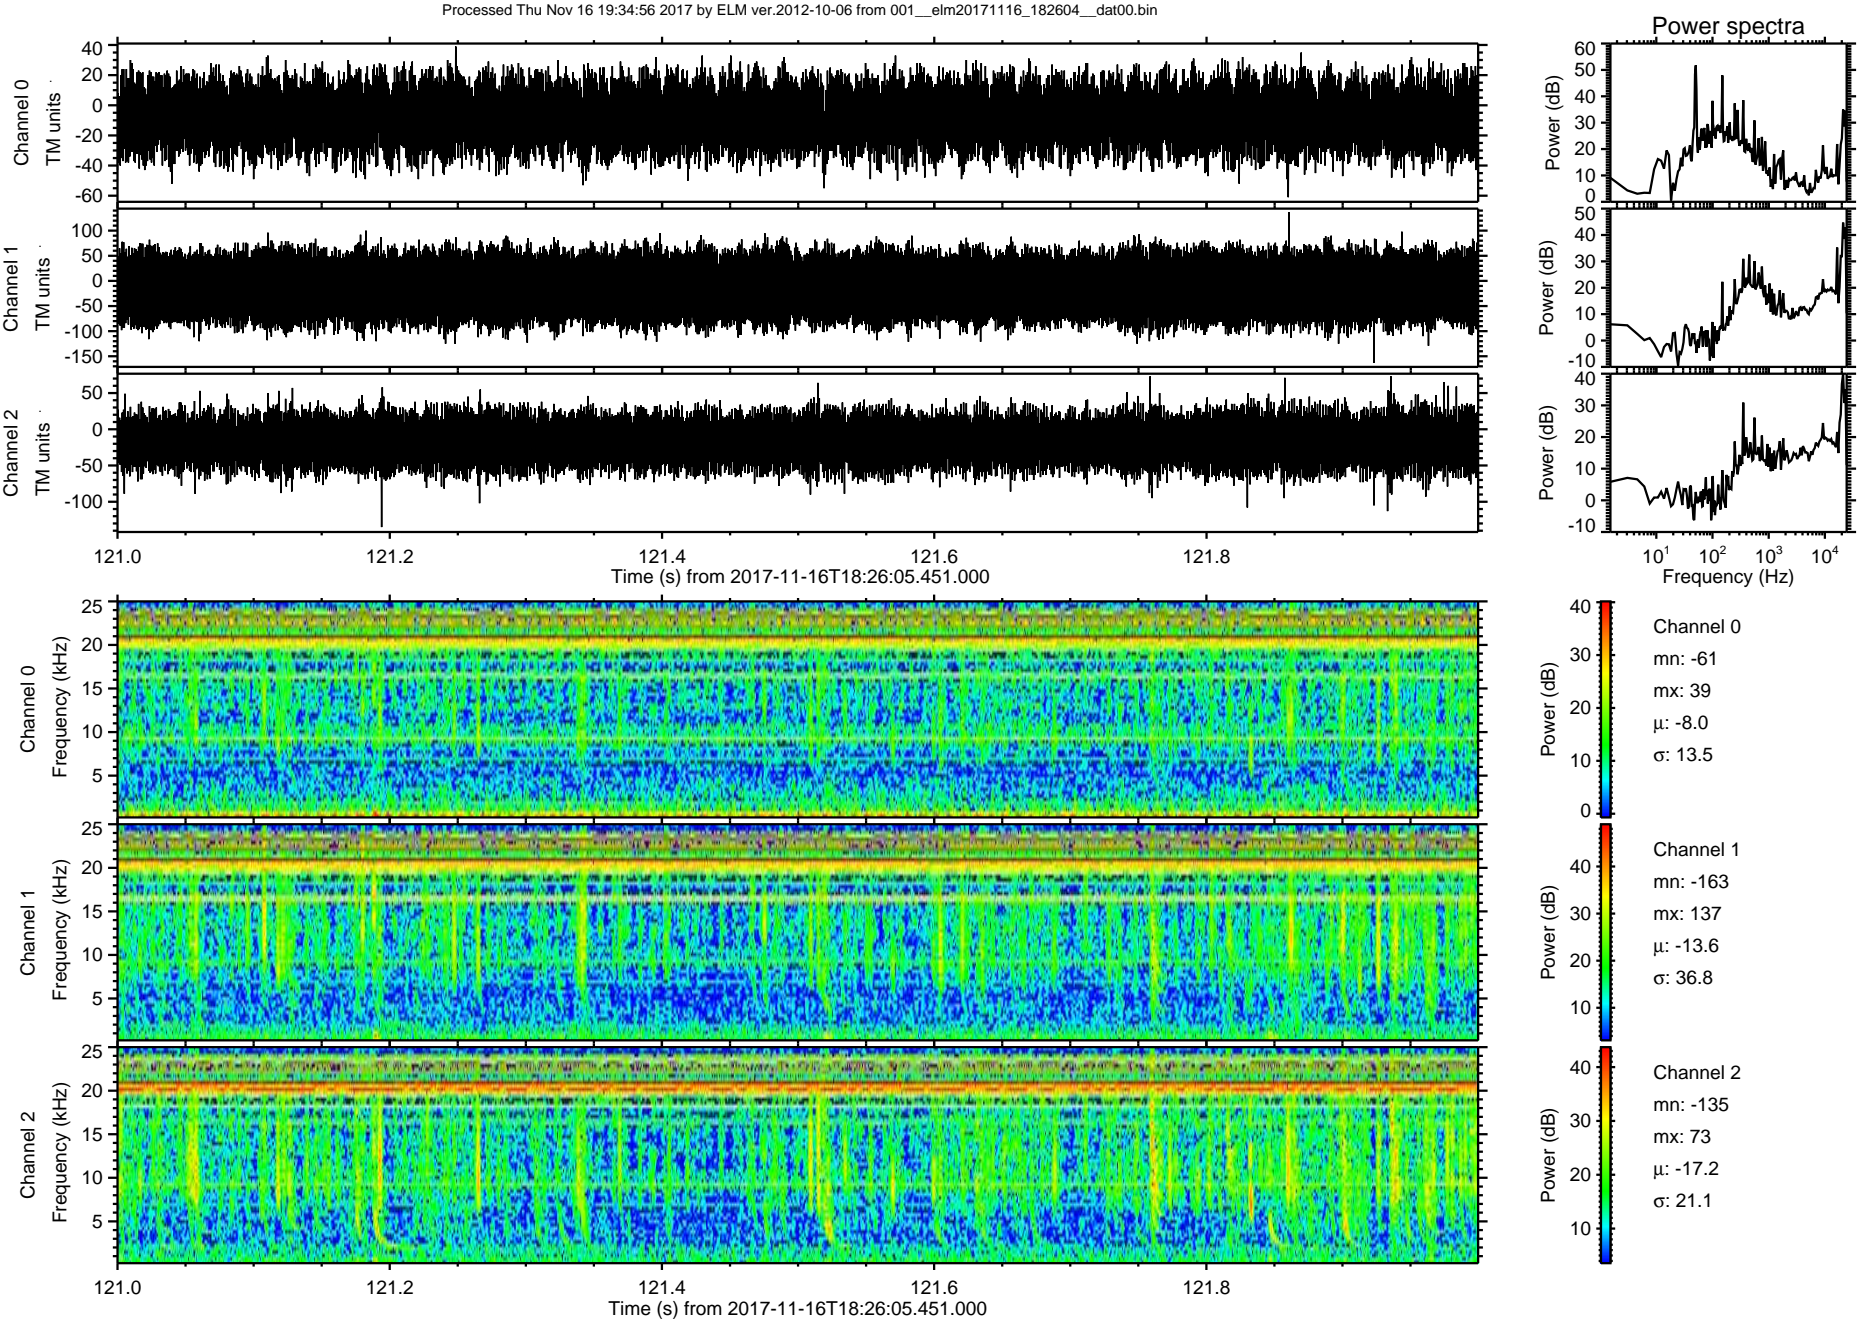 Processed Thu Nov 16 19:34:56 2017 by ELM ver.2012-10-06 from 001__elm20171116_182604__dat00.bin
Power spectra
Channel 0
TM units
40
20
0
-20
-40
-60
Power (dB)
60
50
40
30
20
10
0
Channel 1
TM units
100
50
0
-50
-100
-150
Power (dB)
50
40
30
20
10
0
-10
Channel 2
TM units
50
0
-50
-100
Power (dB)
40
30
20
10
0
-10
121.0 121.2 121.4 121.6 121.8
Time (s) from 2017-11-16T18:26:05.451.000
10^1 10^2 10^3 10^4
Frequency (Hz)
Channel 0
Frequency (kHz)
25
20
15
10
5
Power (dB)
40
30
20
10
0
Channel 0
mn: -61
mx: 39
μ: -8.0
σ: 13.5
Channel 1
Frequency (kHz)
25
20
15
10
5
Power (dB)
40
30
20
10
Channel 1
mn: -163
mx: 137
μ: -13.6
σ: 36.8
Channel 2
Frequency (kHz)
25
20
15
10
5
Power (dB)
40
30
20
10
Channel 2
mn: -135
mx: 73
μ: -17.2
σ: 21.1
121.0 121.2 121.4 121.6 121.8
Time (s) from 2017-11-16T18:26:05.451.000